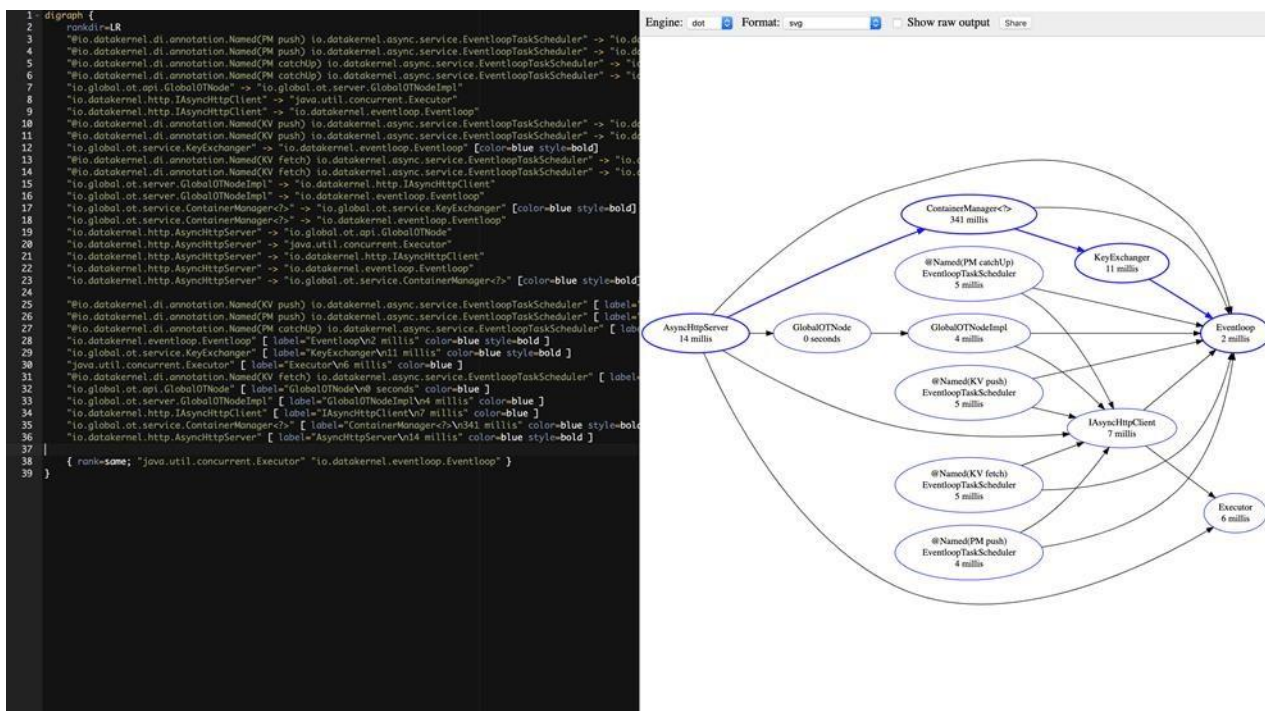 1 digraph {
2 rankdir=LR
3 "@io.datakernel.di.annotation.Named(PM push) io.datakernel.async.service.EventloopTaskScheduler" -> "io.da
4 "@io.datakernel.di.annotation.Named(PM push) io.datakernel.async.service.EventloopTaskScheduler" -> "io.da
5 "@io.datakernel.di.annotation.Named(PM catchUp) io.datakernel.async.service.EventloopTaskScheduler" -> "io
6 "@io.datakernel.di.annotation.Named(PM catchUp) io.datakernel.async.service.EventloopTaskScheduler" -> "io
7 "io.global.ot.api.GlobalOTNode" -> "io.global.ot.server.GlobalOTNodeImpl"
8 "io.datakernel.http.IAsyncHttpClient" -> "java.util.concurrent.Executor"
9 "io.datakernel.http.IAsyncHttpClient" -> "io.datakernel.eventloop.Eventloop"
10 "@io.datakernel.di.annotation.Named(KV push) io.datakernel.async.service.EventloopTaskScheduler" -> "io.da
11 "@io.datakernel.di.annotation.Named(KV push) io.datakernel.async.service.EventloopTaskScheduler" -> "io.da
12 "io.global.ot.service.KeyExchanger" -> "io.datakernel.eventloop.Eventloop" [color=blue style=bold]
13 "@io.datakernel.di.annotation.Named(KV fetch) io.datakernel.async.service.EventloopTaskScheduler" -> "io.d
14 "@io.datakernel.di.annotation.Named(KV fetch) io.datakernel.async.service.EventloopTaskScheduler" -> "io.d
15 "io.global.ot.server.GlobalOTNodeImpl" -> "io.datakernel.http.IAsyncHttpClient"
16 "io.global.ot.server.GlobalOTNodeImpl" -> "io.datakernel.eventloop.Eventloop"
17 "io.global.ot.service.ContainerManager<?>" -> "io.global.ot.service.KeyExchanger" [color=blue style=bold]
18 "io.global.ot.service.ContainerManager<?>" -> "io.datakernel.eventloop.Eventloop"
19 "io.datakernel.http.AsyncHttpServer" -> "io.global.ot.api.GlobalOTNode"
20 "io.datakernel.http.AsyncHttpServer" -> "java.util.concurrent.Executor"
21 "io.datakernel.http.AsyncHttpServer" -> "io.datakernel.http.IAsyncHttpClient"
22 "io.datakernel.http.AsyncHttpServer" -> "io.datakernel.eventloop.Eventloop"
23 "io.datakernel.http.AsyncHttpServer" -> "io.global.ot.service.ContainerManager<?>" [color=blue style=bold]
24
25 "@io.datakernel.di.annotation.Named(KV push) io.datakernel.async.service.EventloopTaskScheduler" [ label="
26 "@io.datakernel.di.annotation.Named(PM push) io.datakernel.async.service.EventloopTaskScheduler" [ label="
27 "@io.datakernel.di.annotation.Named(PM catchUp) io.datakernel.async.service.EventloopTaskScheduler" [ labe
28 "io.datakernel.eventloop.Eventloop" [ label="Eventloop\n2 millis" color=blue style=bold ]
29 "io.global.ot.service.KeyExchanger" [ label="KeyExchanger\n11 millis" color=blue style=bold ]
30 "java.util.concurrent.Executor" [ label="Executor\n6 millis" color=blue ]
31 "@io.datakernel.di.annotation.Named(KV fetch) io.datakernel.async.service.EventloopTaskScheduler" [ label=
32 "io.global.ot.api.GlobalOTNode" [ label="GlobalOTNode\n0 seconds" color=blue ]
33 "io.global.ot.server.GlobalOTNodeImpl" [ label="GlobalOTNodeImpl\n4 millis" color=blue ]
34 "io.datakernel.http.IAsyncHttpClient" [ label="IAsyncHttpClient\n7 millis" color=blue ]
35 "io.global.ot.service.ContainerManager<?>" [ label="ContainerManager<?>\n341 millis" color=blue style=bold
36 "io.datakernel.http.AsyncHttpServer" [ label="AsyncHttpServer\n14 millis" color=blue style=bold ]
37
38 { rank=same; "java.util.concurrent.Executor" "io.datakernel.eventloop.Eventloop" }
39 }
Engine: dot Format: svg Show raw output Share
ContainerManager<?>
341 millis
KeyExchanger
11 millis
@Named(PM catchUp)
EventloopTaskScheduler
5 millis
AsyncHttpServer
14 millis
GlobalOTNode
0 seconds
GlobalOTNodeImpl
4 millis
Eventloop
2 millis
@Named(KV push)
EventloopTaskScheduler
5 millis
IAsyncHttpClient
7 millis
@Named(KV fetch)
EventloopTaskScheduler
5 millis
Executor
6 millis
@Named(PM push)
EventloopTaskScheduler
4 millis